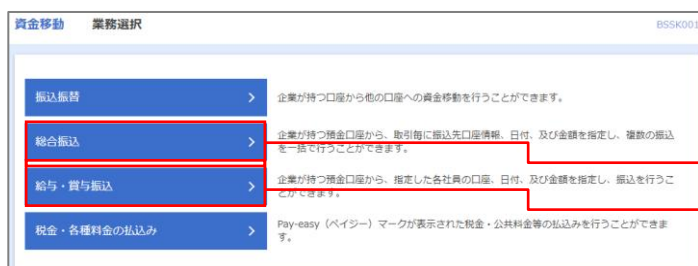 資金移動 業務選択 BSSK001
振込振替 企業が持つ口座から他の口座への資金移動を行うことができます。
総合振込 企業が持つ預金口座から、取引毎に振込先口座情報、日付、及び金額を指定し、複数の振込
を一括で行うことができます。
給与・賞与振込 企業が持つ預金口座から、指定した各社員の口座、日付、及び金額を指定し、振込を行うこ
とができます。
税金・各種料金の払込み Pay-easy（ペイジー）マークが表示された税金・公共料金等の払込みを行うことができま
す。